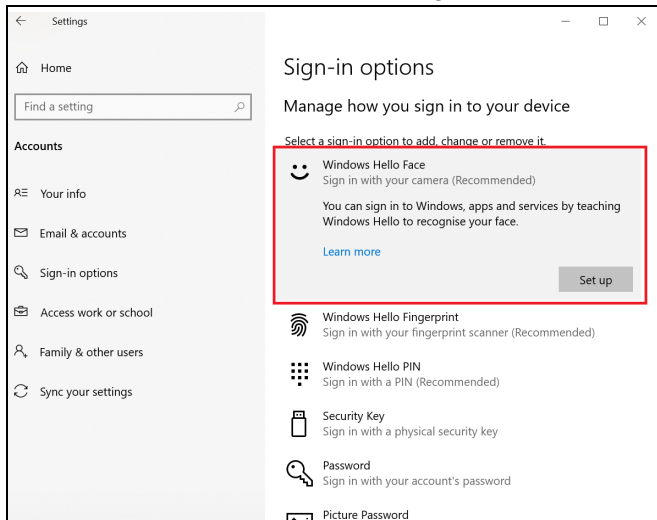 Settings
Home
Find a setting
Accounts
Your info
Email & accounts
Sign-in options
Access work or school
Family & other users
Sync your settings
Sign-in options
Manage how you sign in to your device
Select a sign-in option to add, change or remove it.
Windows Hello Face
Sign in with your camera (Recommended)
You can sign in to Windows, apps and services by teaching
Windows Hello to recognise your face.
Learn more
Set up
Windows Hello Fingerprint
Sign in with your fingerprint scanner (Recommended)
Windows Hello PIN
Sign in with a PIN (Recommended)
Security Key
Sign in with a physical security key
Password
Sign in with your account's password
Picture Password